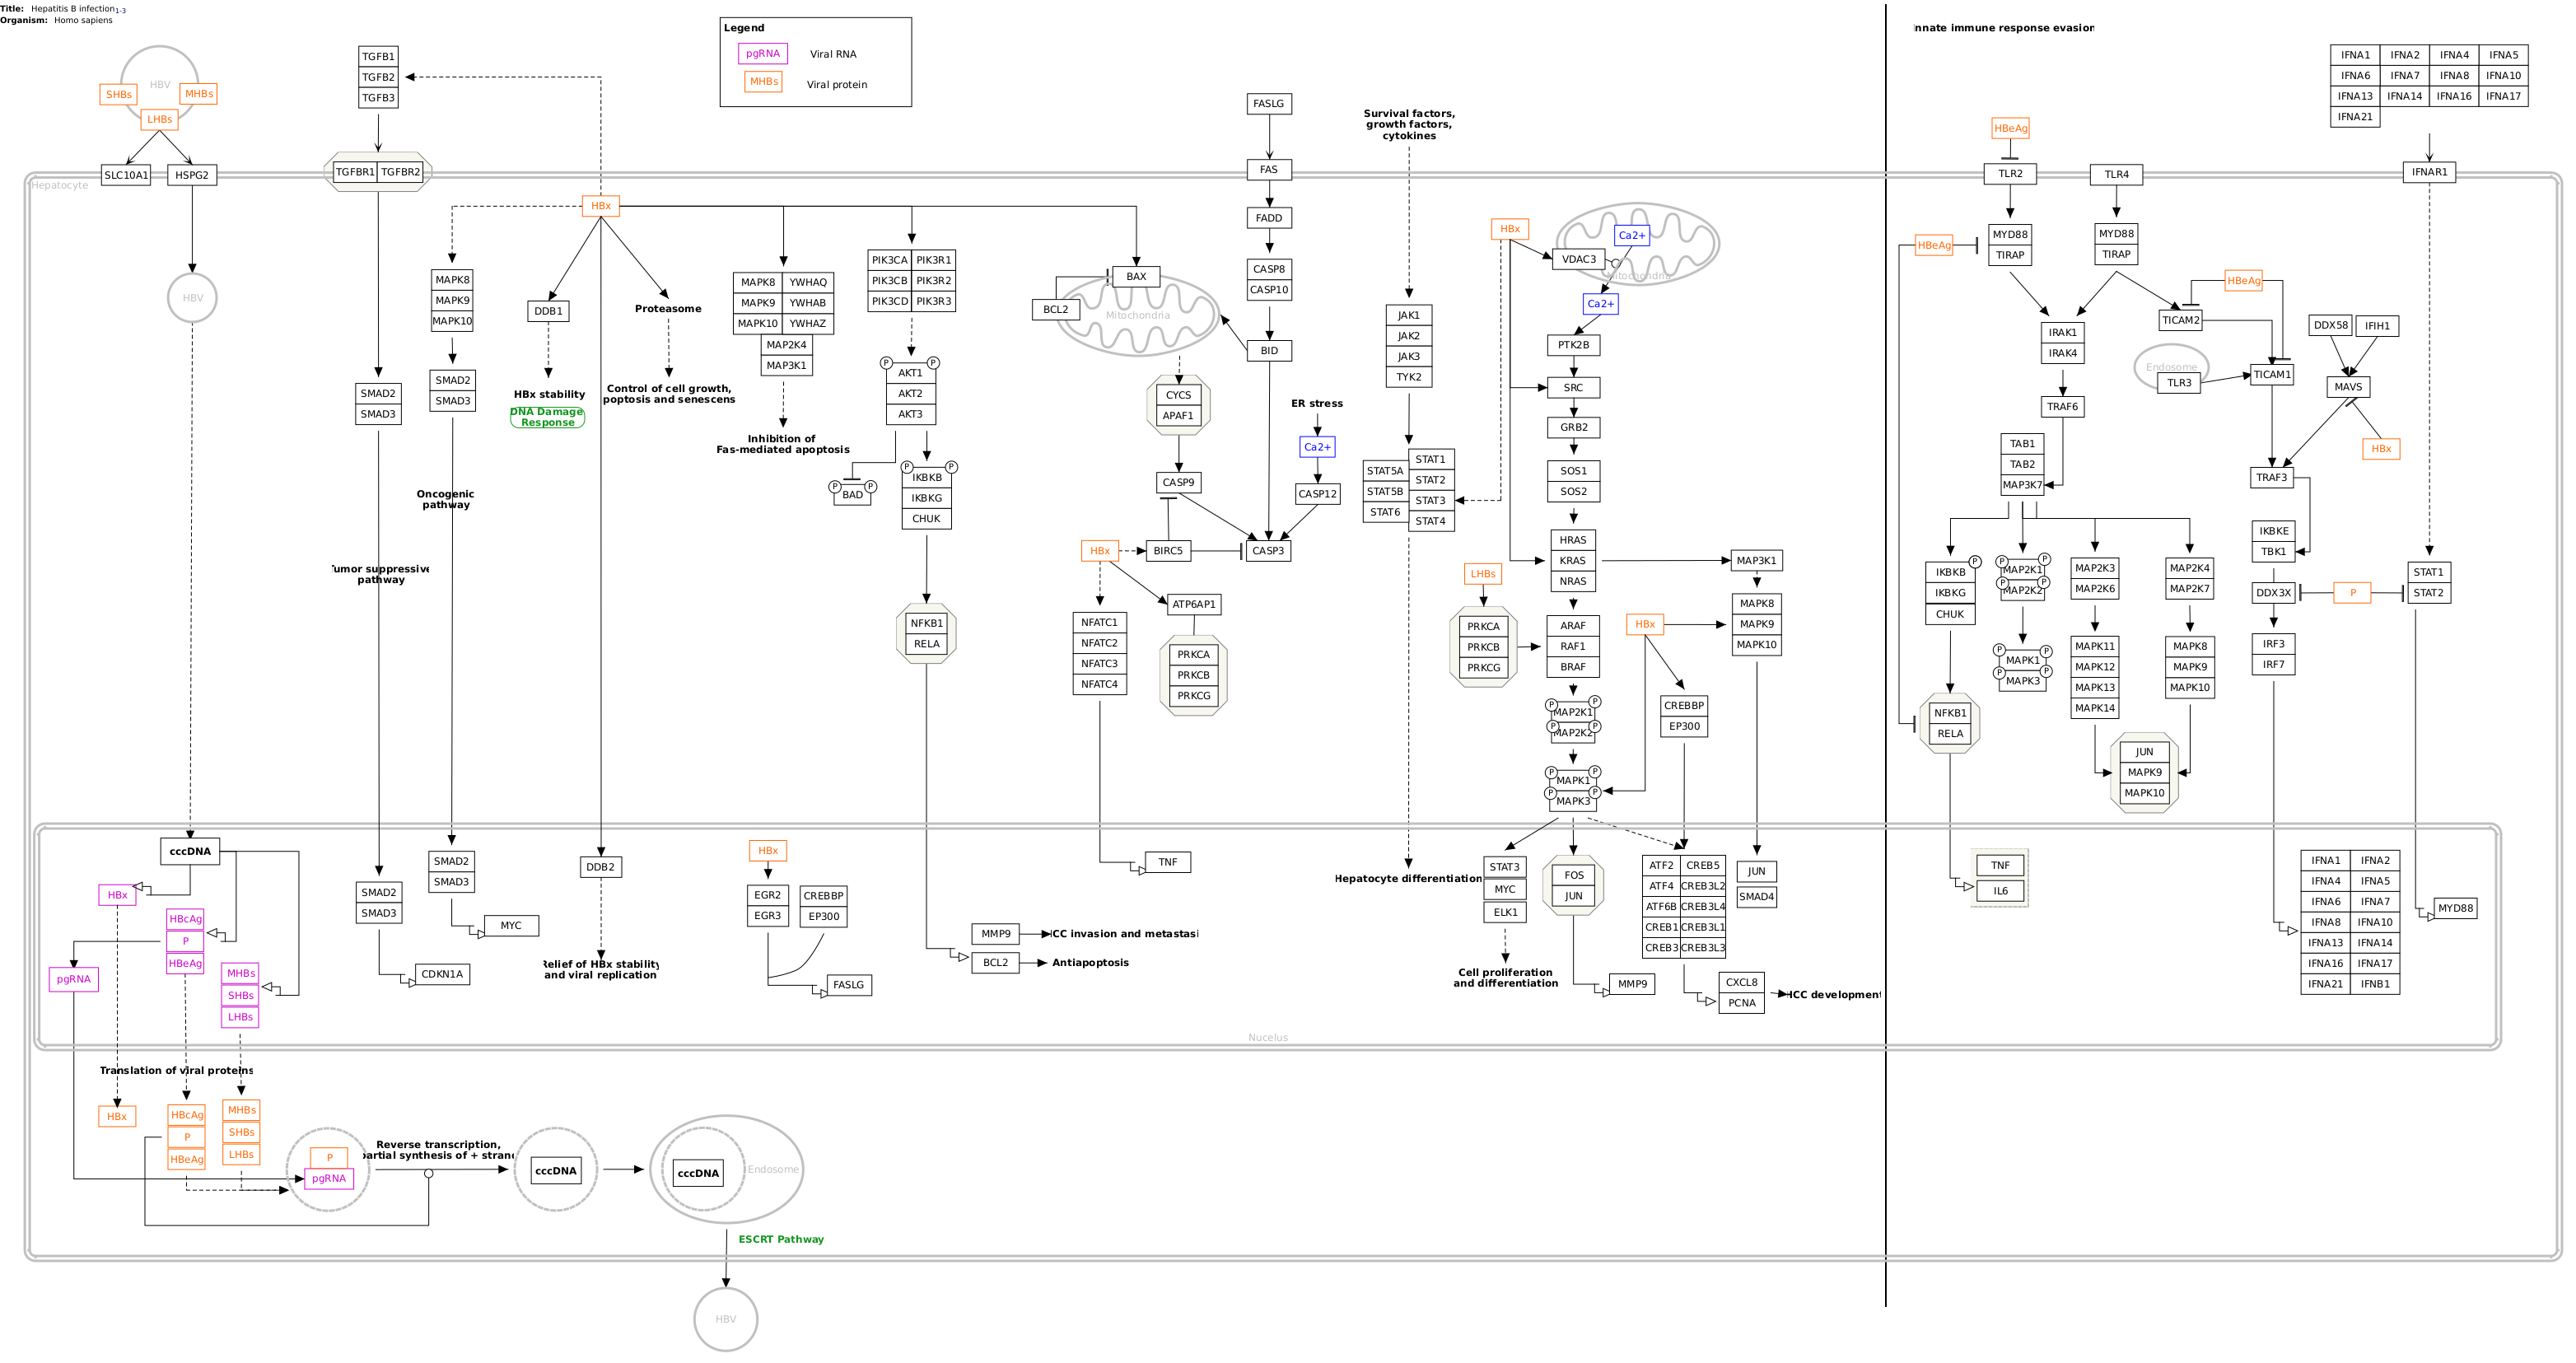 Title: Hepatitis B infection1-3
Organism: Homo sapiens
Legend
pgRNA Viral RNA
MHBs Viral protein
HBV
SHBs
MHBs
LHBs
SLC10A1
HSPG2
Hepatocyte
HBV
TGFB1
TGFB2
TGFB3
TGFBR1 TGFBR2
SMAD2
SMAD3
Tumor suppressive
pathway
SMAD2
SMAD3
CDKN1A
HBx
MAPK8
MAPK9
MAPK10
SMAD2
SMAD3
Oncogenic
pathway
SMAD2
SMAD3
MYC
DDB1
HBx stability
DNA Damage
Response
Proteasome
Control of cell growth,
poptosis and senescens
DDB2
Relief of HBx stability
and viral replication
MAPK8 YWHAQ
MAPK9 YWHAB
MAPK10 YWHAZ
MAP2K4
MAP3K1
Inhibition of
Fas-mediated apoptosis
PIK3CA PIK3R1
PIK3CB PIK3R2
PIK3CD PIK3R3
P P
AKT1
AKT2
AKT3
P P
BAD
P P
IKBKB
IKBKG
CHUK
NFKB1
RELA
HBx
EGR2
EGR3
CREBBP
EP300
FASLG
MMP9
CC invasion and metastasi
BCL2
Antiapoptosis
BAX
BCL2
Mitochondria
CYCS
APAF1
CASP9
HBx
BIRC5
CASP3
ATP6AP1
NFATC1
NFATC2
NFATC3
NFATC4
PRKCA
PRKCB
PRKCG
TNF
FASLG
FAS
FADD
CASP8
CASP10
BID
ER stress
Ca2+
CASP12
Survival factors,
growth factors,
cytokines
JAK1
JAK2
JAK3
TYK2
STAT5A
STAT5B
STAT6
STAT1
STAT2
STAT3
STAT4
Hepatocyte differentiation
HBx
VDAC3
Ca2+
Mitochondria
Ca2+
PTK2B
SRC
GRB2
SOS1
SOS2
HRAS
KRAS
NRAS
LHBs
PRKCA
PRKCB
PRKCG
ARAF
RAF1
BRAF
P P
MAP2K1
P P
MAP2K2
P P
MAPK1
P P
MAPK3
HBx
MAP3K1
MAPK8
MAPK9
MAPK10
CREBBP
EP300
STAT3
MYC
ELK1
Cell proliferation
and differentiation
FOS
JUN
MMP9
ATF2 CREB5
ATF4 CREB3L2
ATF6B CREB3L4
CREB1 CREB3L1
CREB3 CREB3L3
JUN
SMAD4
CXCL8
PCNA
HCC development
cccDNA
HBx
HBcAg
P
HBeAg
pgRNA
MHBs
SHBs
LHBs
Nucelus
Translation of viral proteins
HBx
HBcAg
P
HBeAg
MHBs
SHBs
LHBs
P
pgRNA
Reverse transcription,
partial synthesis of + strand
cccDNA
cccDNA
Endosome
ESCRT Pathway
HBV
Innate immune response evasion
HBeAg
TLR2
MYD88
TIRAP
HBeAg
TLR4
MYD88
TIRAP
HBeAg
IRAK1
IRAK4
TRAF6
TICAM2
Endosome
TLR3
TICAM1
DDX58
IFIH1
MAVS
HBx
TAB1
TAB2
MAP3K7
TRAF3
IKBKE
TBK1
P
IKBKB
IKBKG
CHUK
P P
MAP2K1
P P
MAP2K2
P P
MAPK1
P P
MAPK3
MAP2K3
MAP2K6
MAP2K4
MAP2K7
MAPK11
MAPK12
MAPK13
MAPK14
MAPK8
MAPK9
MAPK10
JUN
MAPK9
MAPK10
NFKB1
RELA
TNF
IL6
DDX3X
P
IRF3
IRF7
IFNA1 IFNA2 IFNA4 IFNA5
IFNA6 IFNA7 IFNA8 IFNA10
IFNA13 IFNA14 IFNA16 IFNA17
IFNA21
IFNAR1
STAT1
STAT2
IFNA1 IFNA2
IFNA4 IFNA5
IFNA6 IFNA7
IFNA8 IFNA10
IFNA13 IFNA14
IFNA16 IFNA17
IFNA21 IFNB1
MYD88